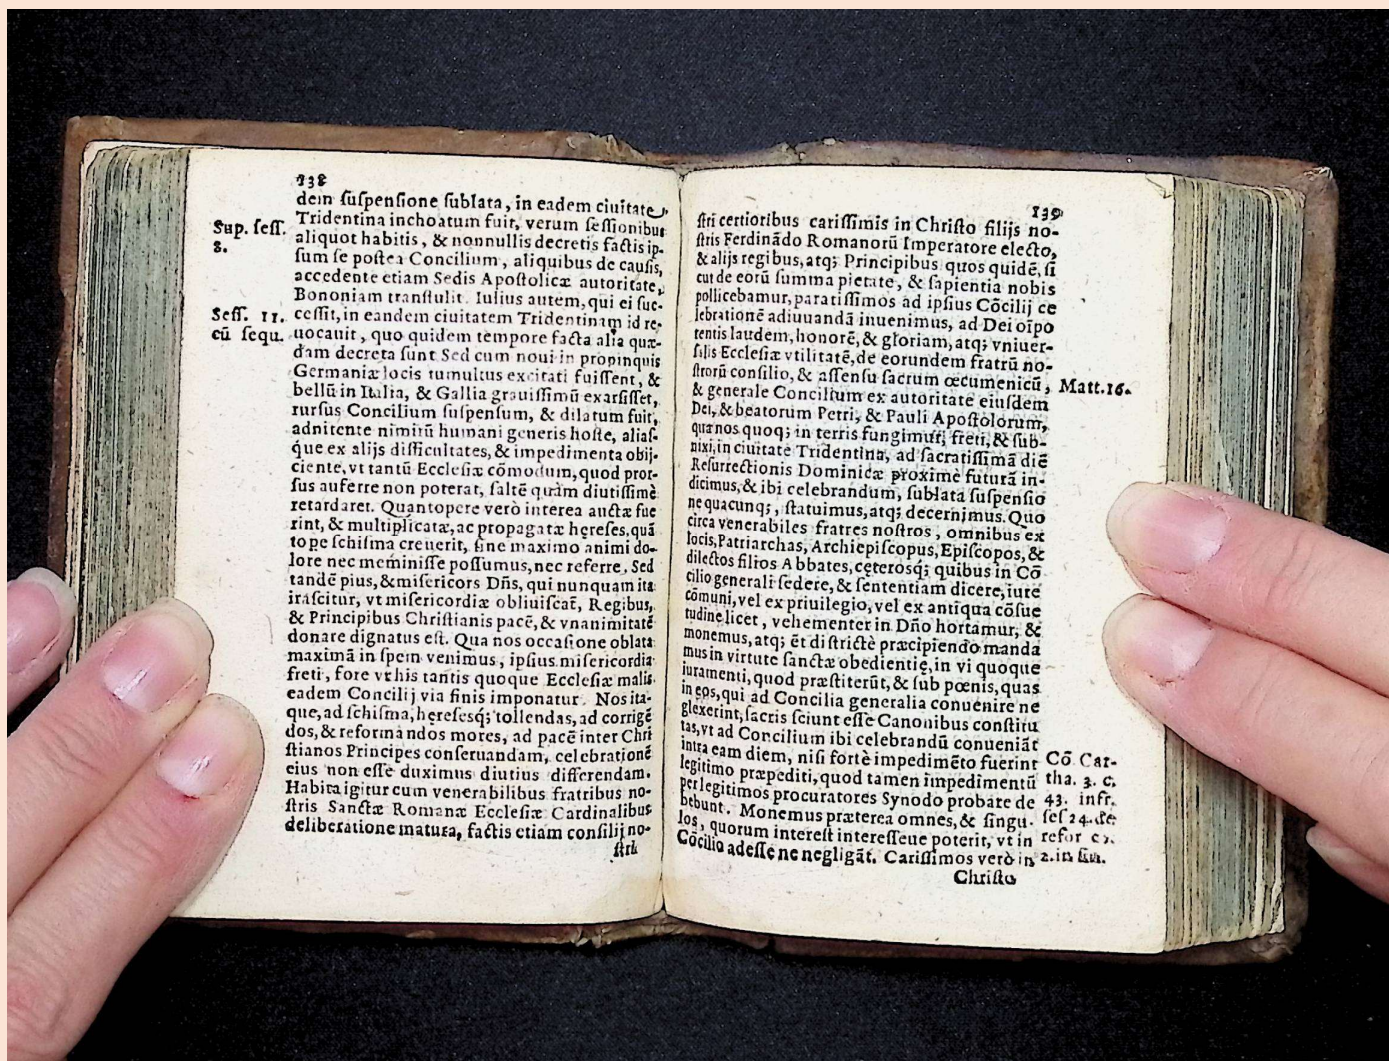 138
dem ſuſpenſione ſublata, in eadem ciuitate
Tridentina inchoatum fuit, verum ſeſſionibus
Sup. ſeſſ.
8.
aliquot habitis, & nonnullis decretis factis ip-
ſum ſe poſtea Concilium, aliquibus de cauſis,
accedente etiam Sedis Apoſtolicæ autoritate,
Bononiam tranſtulit. Iulius autem, qui ei ſuc-
Seſſ. 11.
cū ſequ.
ceſſit, in eandem ciuitatem Tridentinam id re-
uocauit, quo quidem tempore facta alia quæ-
dam decreta ſunt Sed cum noui in propinquis
Germaniæ locis tumultus excitati fuiſſent, &
bellū in Italia, & Gallia grauiſſimū exarſiſſet,
rurſus Concilium ſuſpenſum, & dilatum fuit,
adnitente nimirū humani generis hoſte, aliaſ-
que ex alijs difficultates, & impedimenta obij-
ciente, vt tantū Eccleſiæ cōmodum, quod pror-
ſus auferre non poterat, ſaltē quàm diutiſſimè
retardaret. Quantopere verò interea auctæ fue
rint, & multiplicatæ, ac propagatæ hęreſes, quā
tope ſchiſma creuerit, ſine maximo animi do-
lore nec meminiſſe poſſumus, nec referre, Sed
tandē pius, & miſericors Dñs, qui nunquam ita
iraſcitur, vt miſericordiæ obliuiſcat̄, Regibus,
& Principibus Chriſtianis pacē, & vnanimitatē
donare dignatus eſt. Qua nos occaſione oblata
maximā in ſpem venimus, ipſius miſericordia
freti, fore vt his tantis quoque Eccleſiæ malis
eadem Concilij via finis imponatur. Nos ita-
que, ad ſchiſma, hęreſesq; tollendas, ad corrigē
dos, & reformandos mores, ad pacē inter Chri
ſtianos Principes conſeruandam, celebrationē
eius non eſſe duximus diutius differendam.
Habita igitur cum venerabilibus fratribus no-
ſtris Sanctæ Romanæ Eccleſiæ Cardinalibus
deliberatione matura, factis etiam conſilij no-
ſtri
139
ſtri certioribus cariſſimis in Chriſto filijs no-
ſtris Ferdinādo Romanorū Imperatore electo,
& alijs regibus, atq; Principibus quos quidē, ſi
cut de eorū ſumma pietate, & ſapientia nobis
pollicebamur, paratiſſimos ad ipſius Cōcilij ce
lebrationē adiuuandā inuenimus, ad Dei oīpo
tentis laudem, honorē, & gloriam, atq; vniuer-
ſalis Eccleſiæ vtilitatē, de eorundem fratrū no-
ſtrorū conſilio, & aſſenſu ſacrum œcumenicū,
Matt. 16.
& generale Concilium ex autoritate eiuſdem
Dei, & beatorum Petri, & Pauli Apoſtolorum,
qua nos quoq; in terris fungimur, freti, & ſub-
nixi, in ciuitate Tridentina, ad ſacratiſſimā diē
Reſurrectionis Dominicæ proximè futurā in-
dicimus, & ibi celebrandum, ſublata ſuſpenſio
ne quacunq;, ſtatuimus, atq; decernimus. Quo
circa venerabiles fratres noſtros, omnibus ex
locis, Patriarchas, Archiepiſcopus, Epiſcopos, &
dilectos filios Abbates, cęterosq; quibus in Cō
cilio generali ſedere, & ſententiam dicere, iure
cōmuni, vel ex priuilegio, vel ex antiqua cōſue
tudine licet, vehementer in Dño hortamur, &
monemus, atq; ēt diſtrictè præcipiendo manda
mus in virtute ſanctæ obedientię, in vi quoque
iuramenti, quod præſtiterūt, & ſub pœnis, quas
in eos, qui ad Concilia generalia conuenire ne
glexerint, ſacris ſciunt eſſe Canonibus conſtitu
tas, vt ad Concilium ibi celebrandū conueniāt
intra eam diem, niſi fortè impedimēto fuerint
Cō. Car-
tha. 3. c.
43. infr.
ſeſ 24. de
refor c.
2. in fin.
legitimo præpediti, quod tamen impedimentū
per legitimos procuratores Synodo probare de
bebunt. Monemus præterea omnes, & ſingu-
los, quorum intereſt intereſſeue poterit, vt in
Cōcilio adeſſe ne negligāt. Cariſſimos verò in
Chriſto